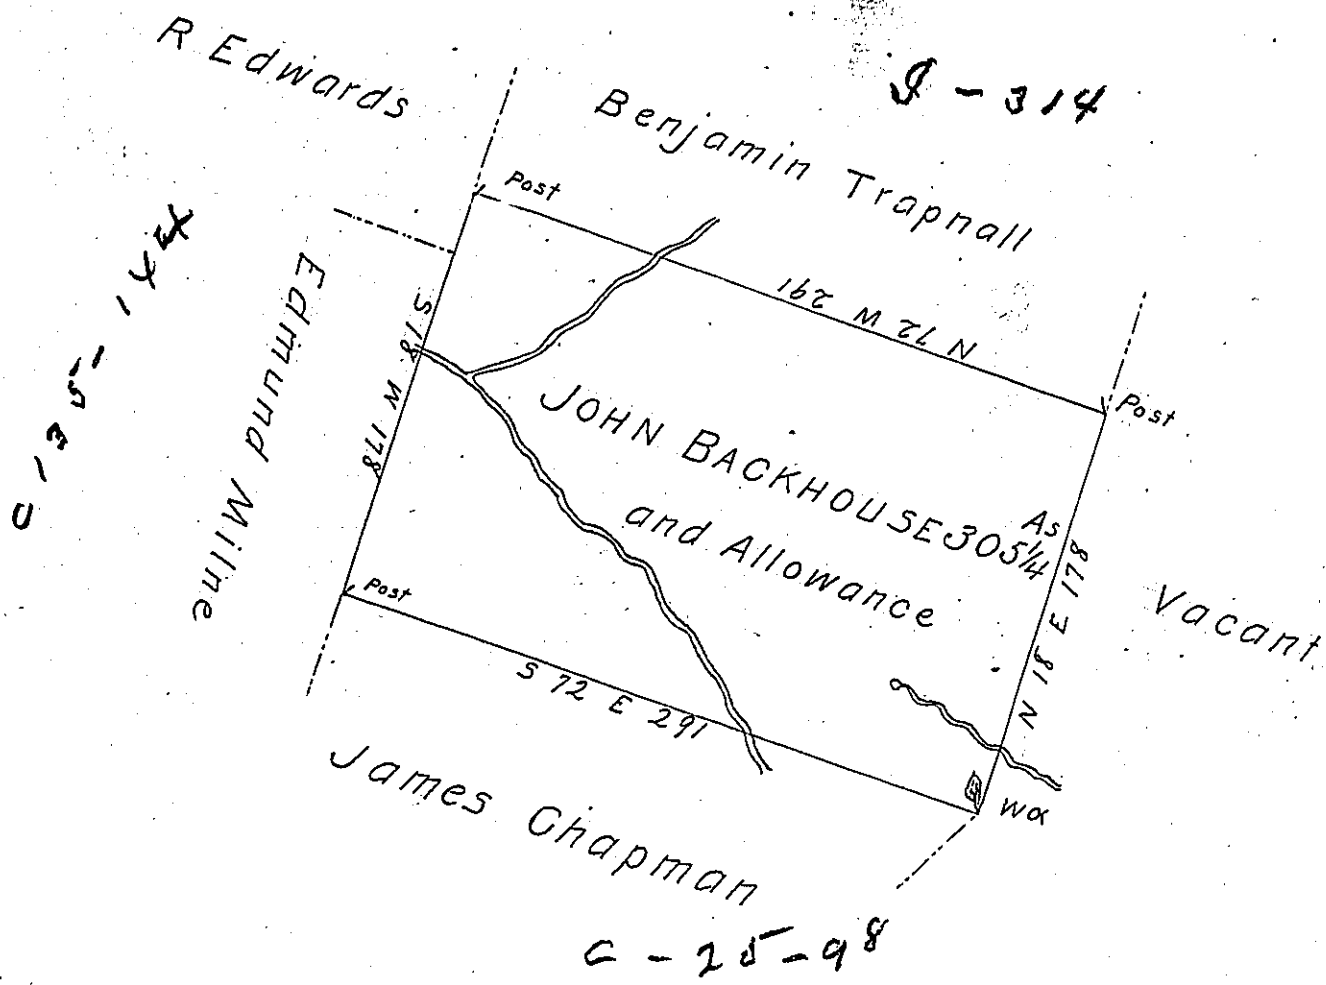 R Edwards
Benjamin Trapnall
- 314
Post
C-135-144
Edmund Milne
S 18 W 178
N 72 W 291
Post
JOHN BACKHOUSE 305¼ As
and Allowance
N 18 E 178
Vacant.
Post
S 72 E 291
James Chapman
WO
C-25-98